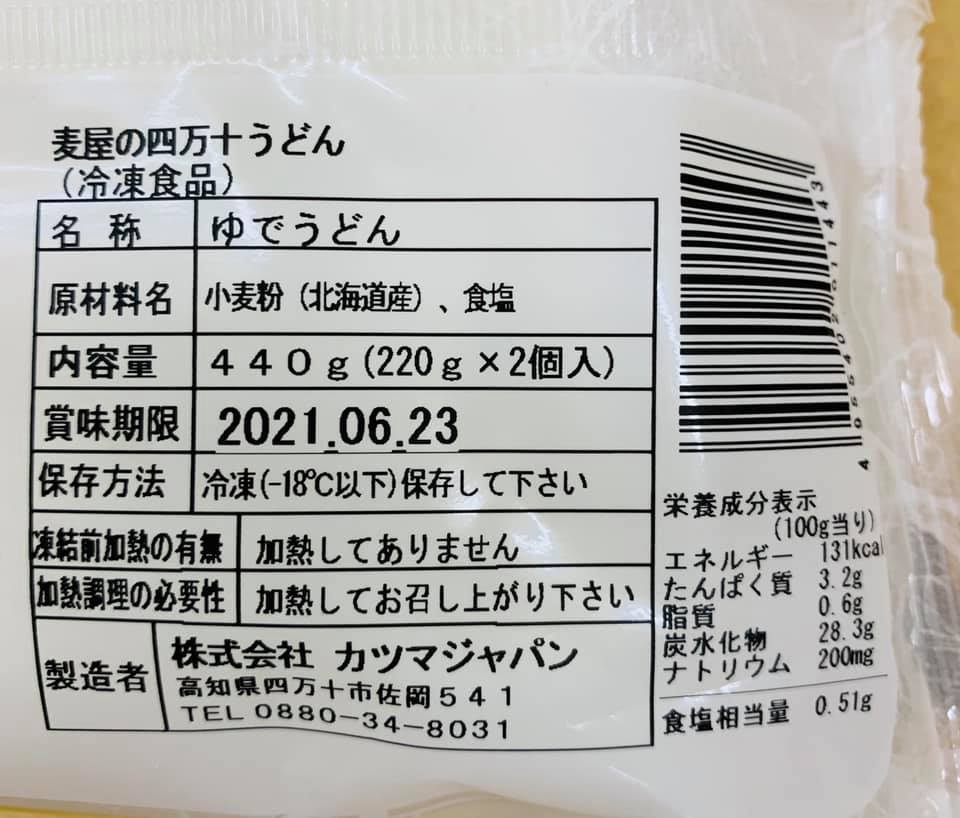 麦屋の四万十うどん
(冷凍食品)
名 称 ゆでうどん
原材料名 小麦粉(北海道産)、食塩
内容量 440g(220g×2個入)
賞味期限 2021.06.23
保存方法 冷凍(-18℃以下)保存して下さい
凍結前加熱の有無 加熱してありません
加熱調理の必要性 加熱してお召し上がり下さい
製造者 株式会社 カツマジャパン
高知県四万十市佐岡541
TEL 0880-34-8031
栄養成分表示
(100g当り)
エネルギー 131kcal
たんぱく質 3.2g
脂質 0.6g
炭水化物 28.3g
ナトリウム 200mg
食塩相当量 0.51g